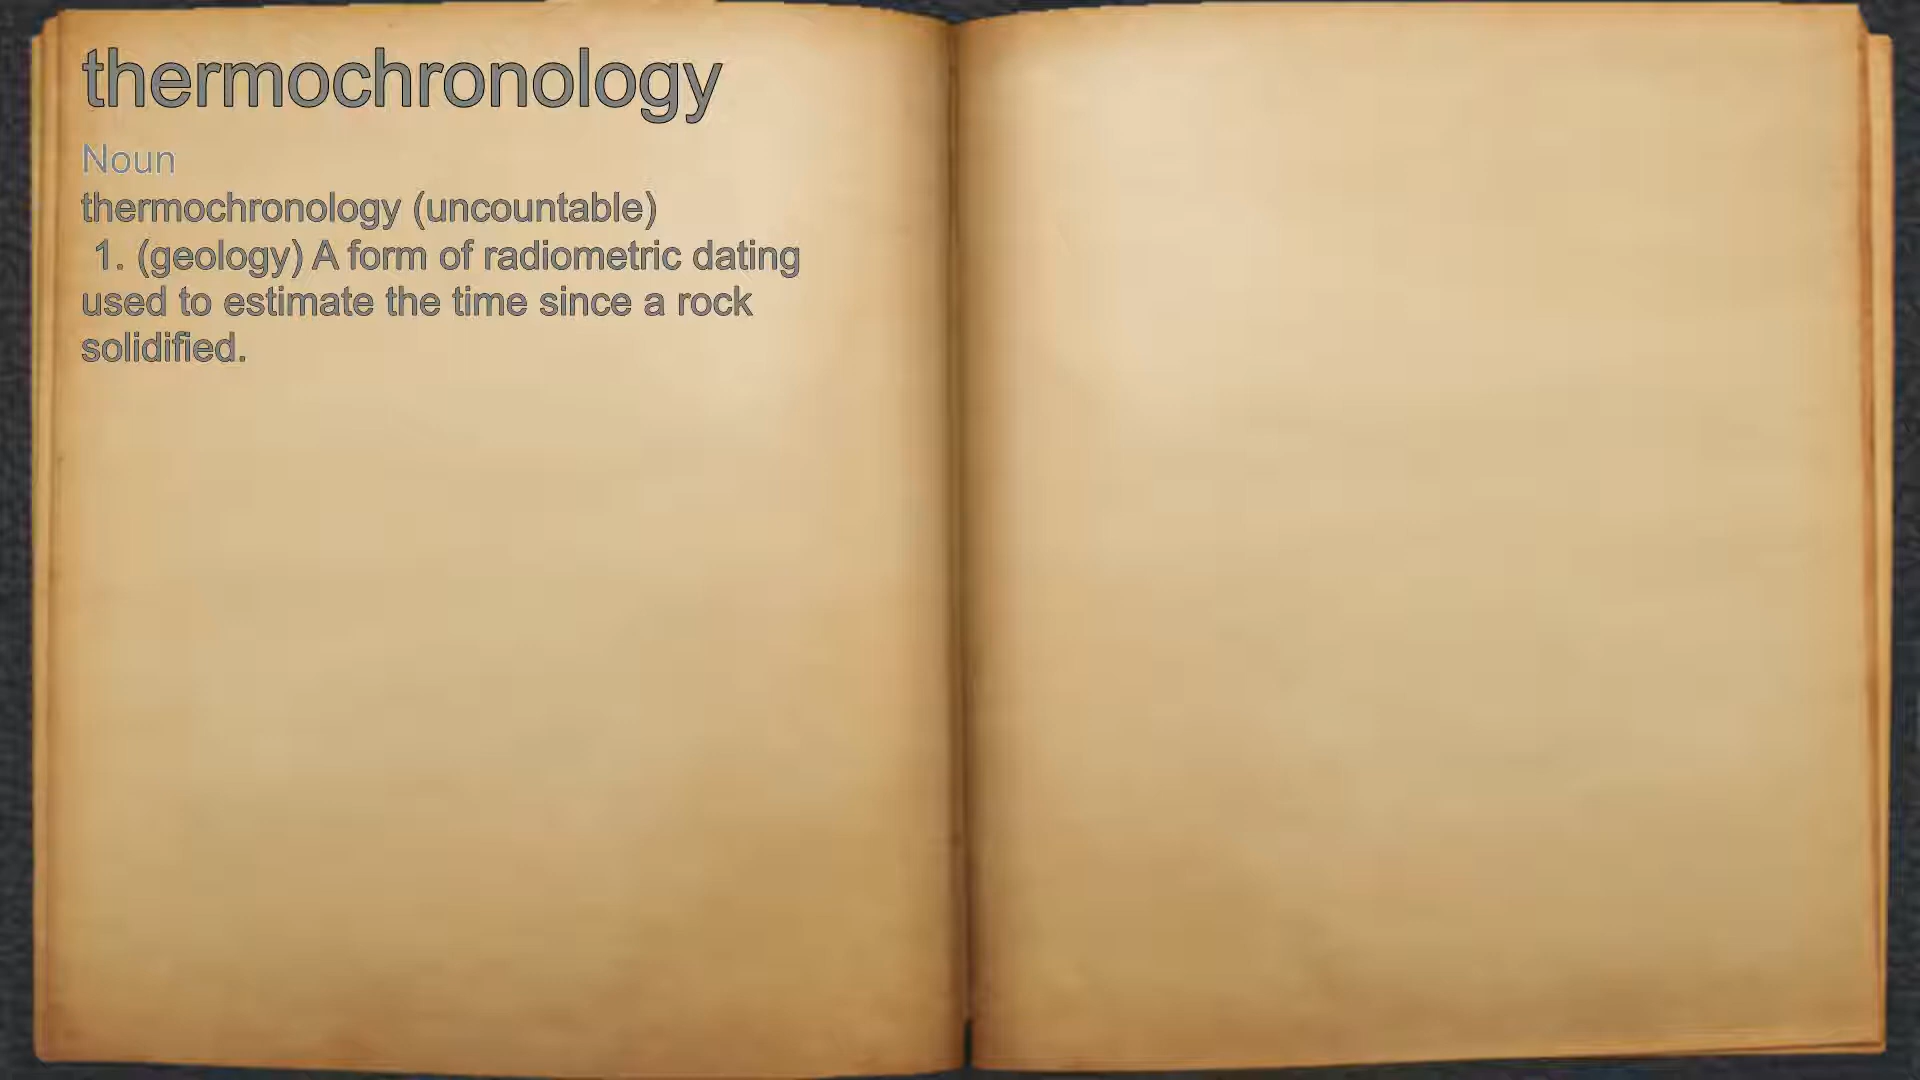 thermochronology
Noun
thermochronology (uncountable)
1. (geology) A form of radiometric dating
used to estimate the time since a rock
solidified.